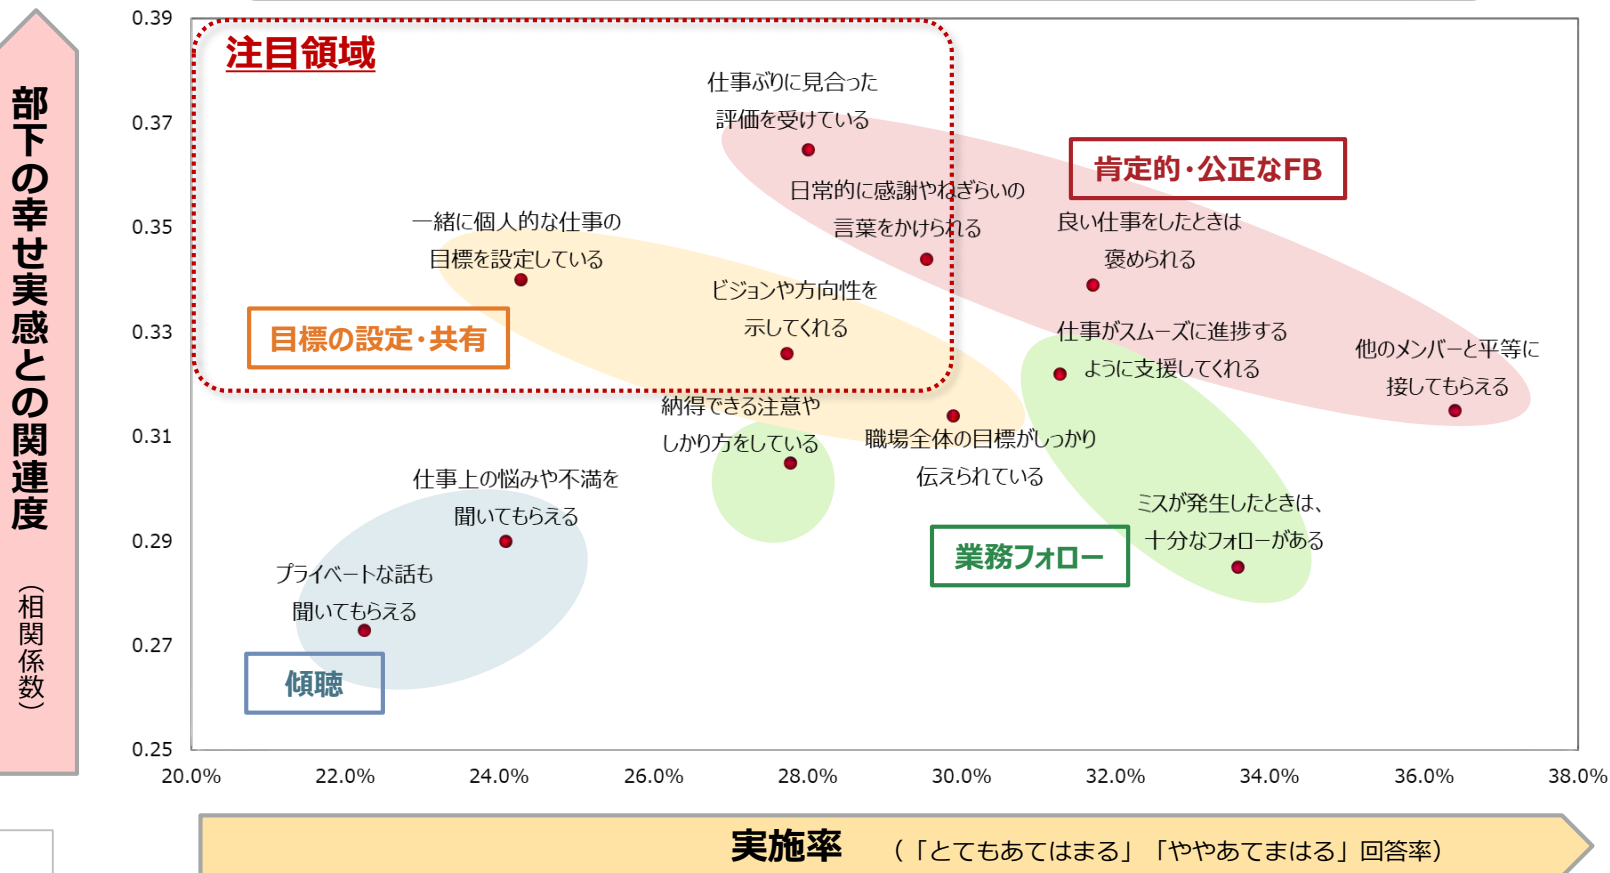 部下の幸せ実感との関連度
（相関係数）
0.39
0.37
0.35
0.33
0.31
0.29
0.27
0.25
注目領域
仕事ぶりに見合った
評価を受けている
肯定的・公正なFB
日常的に感謝やねぎらいの
言葉をかけられる
一緒に個人的な仕事の
目標を設定している
良い仕事をしたときは
褒められる
ビジョンや方向性を
示してくれる
目標の設定・共有
仕事がスムーズに進捗する
ように支援してくれる
他のメンバーと平等に
接してもらえる
納得できる注意や
しかり方をしている
職場全体の目標がしっかり
伝えられている
仕事上の悩みや不満を
聞いてもらえる
ミスが発生したときは、
十分なフォローがある
業務フォロー
プライベートな話も
聞いてもらえる
傾聴
20.0%
22.0%
24.0%
26.0%
28.0%
30.0%
32.0%
34.0%
36.0%
38.0%
実施率 （「とてもあてはまる」「ややあてまはる」回答率）